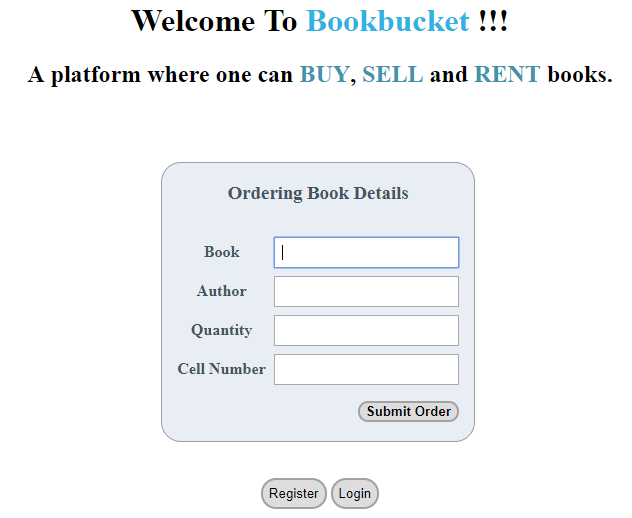 Welcome To Bookbucket !!!
A platform where one can BUY, SELL and RENT books.
Ordering Book Details
Book
Author
Quantity
Cell Number
Submit Order
Register Login